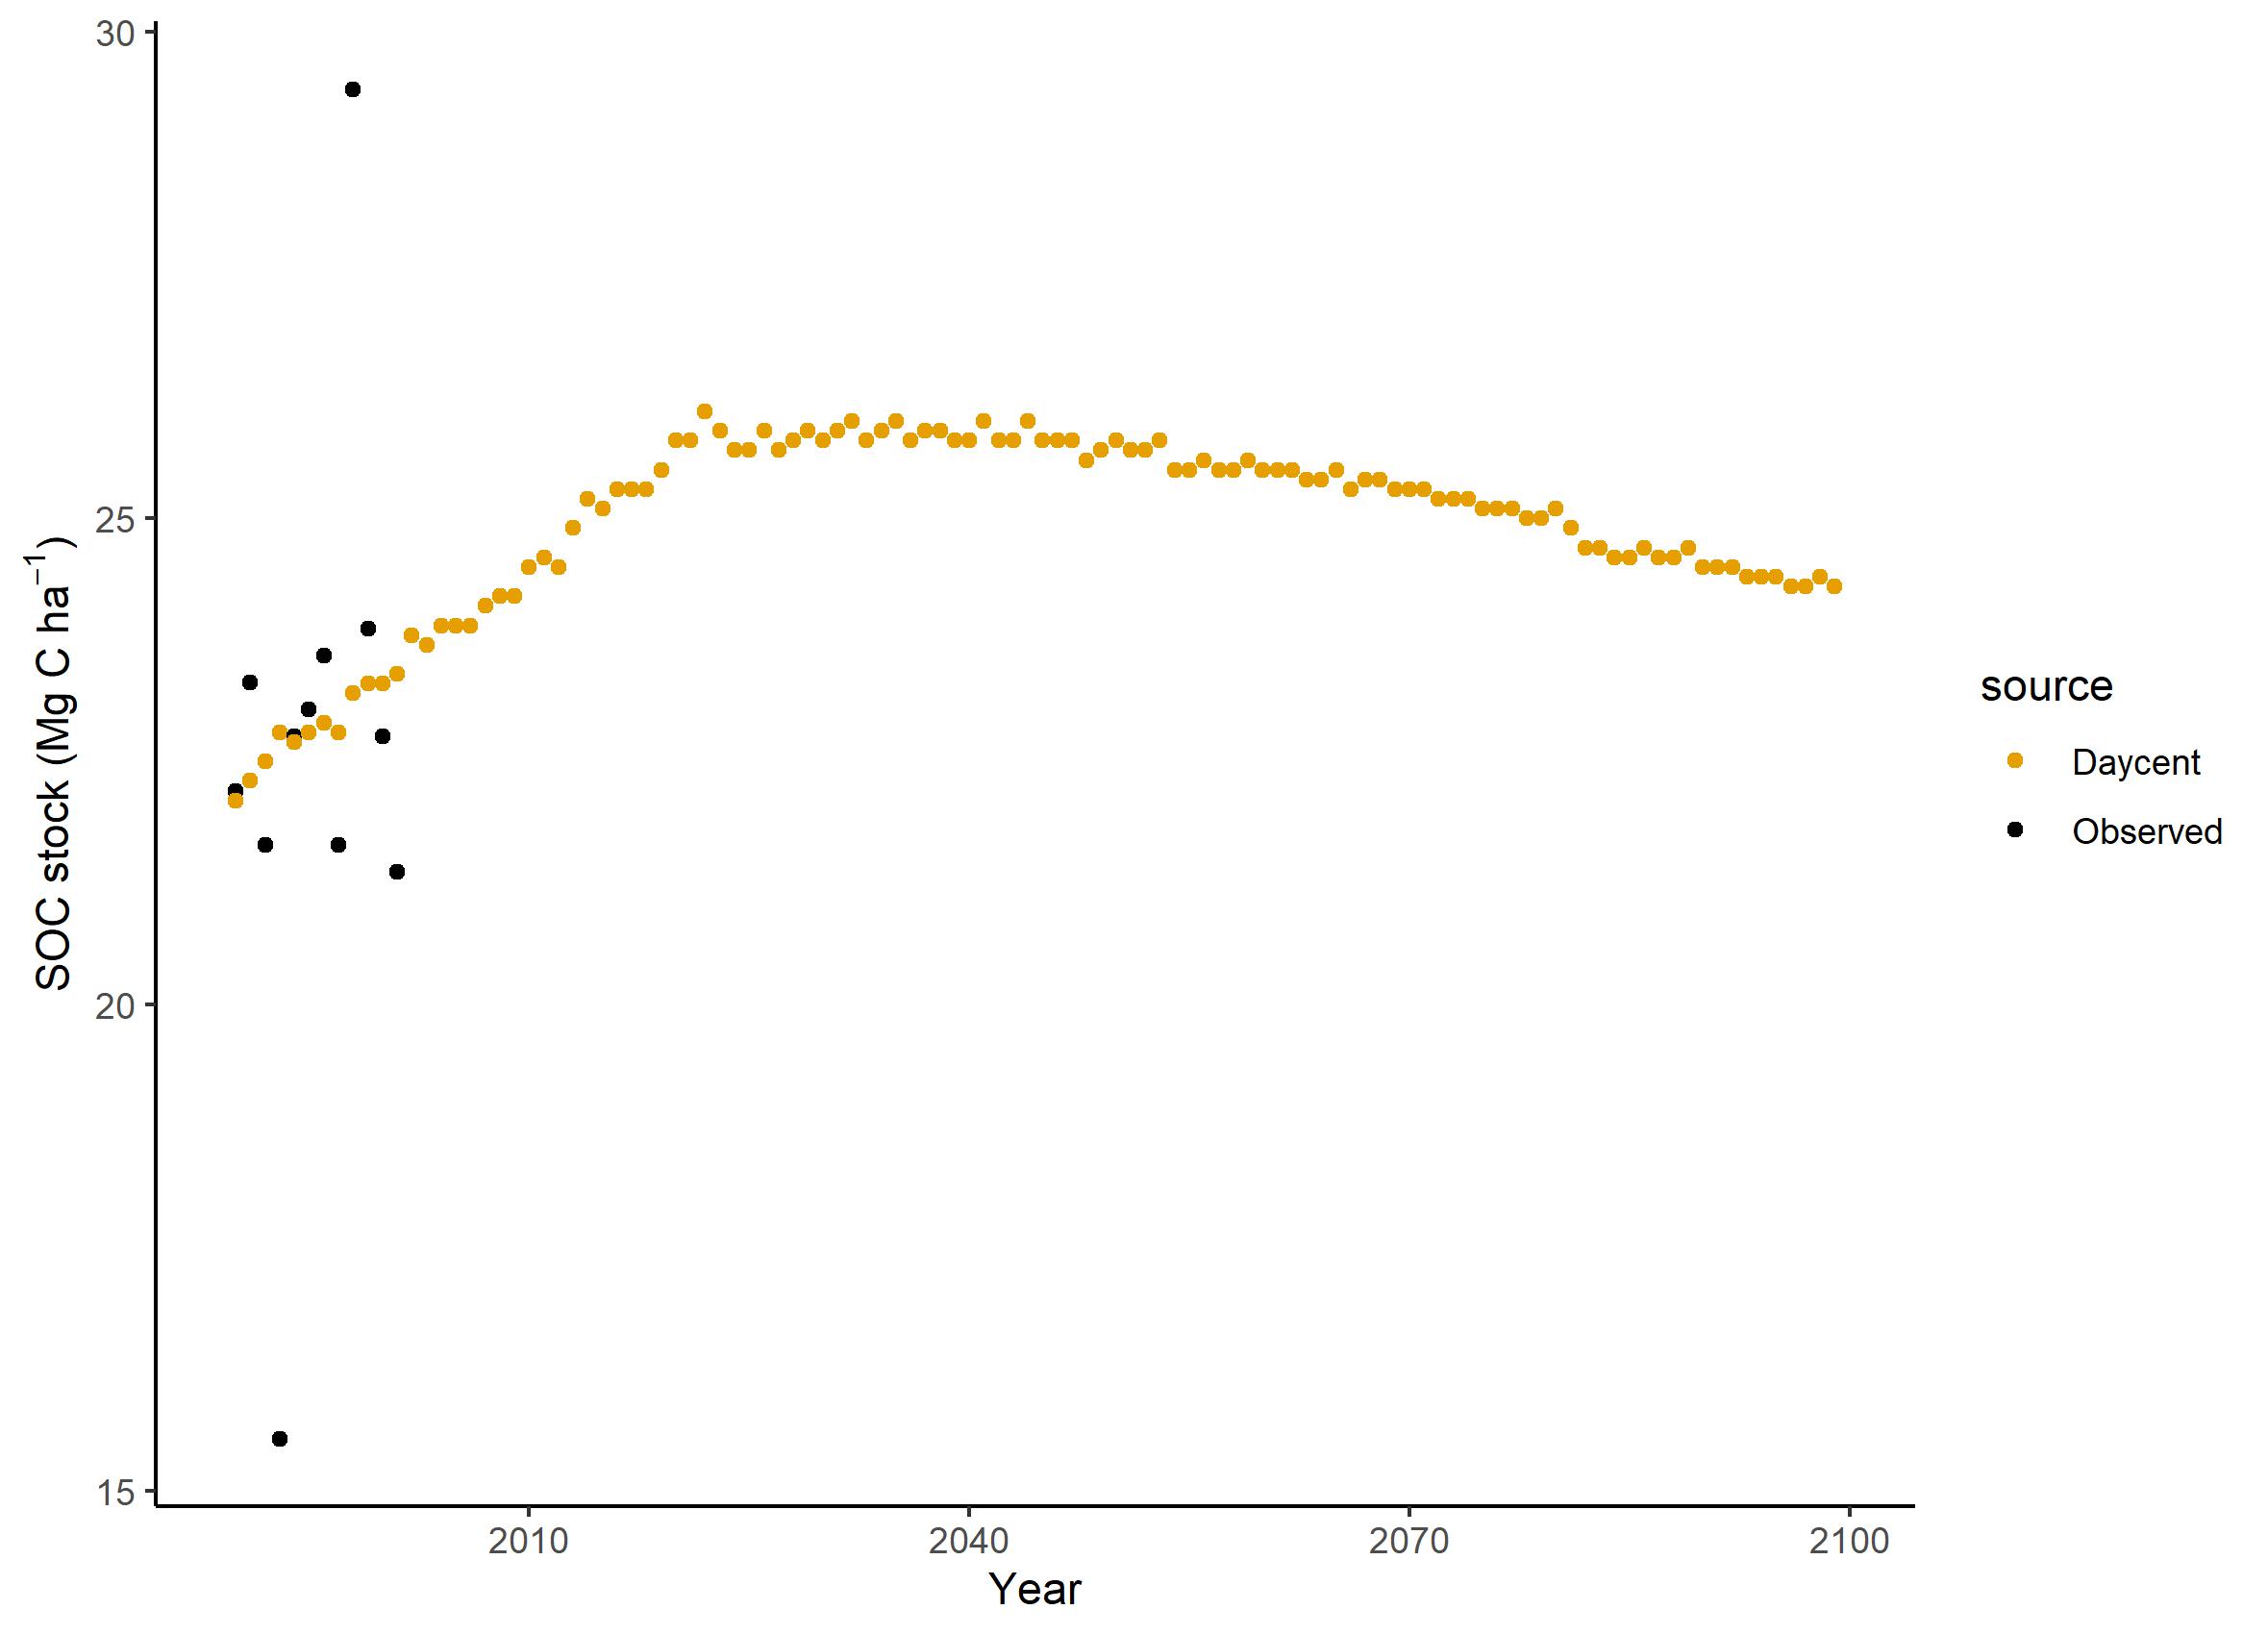 30
25
20
15
SOC stock (Mg C ha⁻¹)
2010 2040 2070 2100
Year
source
Daycent
Observed